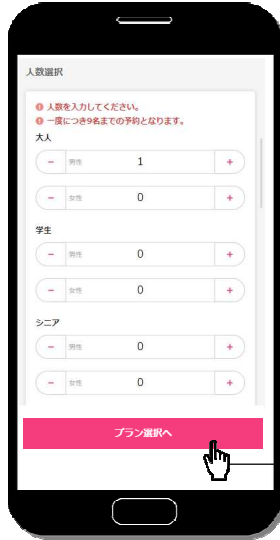 人数選択
人数を入力してください。
一度につき9名までの予約となります。
大人
− 男性 1 +
− 女性 0 +
学生
− 男性 0 +
− 女性 0 +
シニア
− 男性 0 +
− 女性 0 +
プラン選択へ